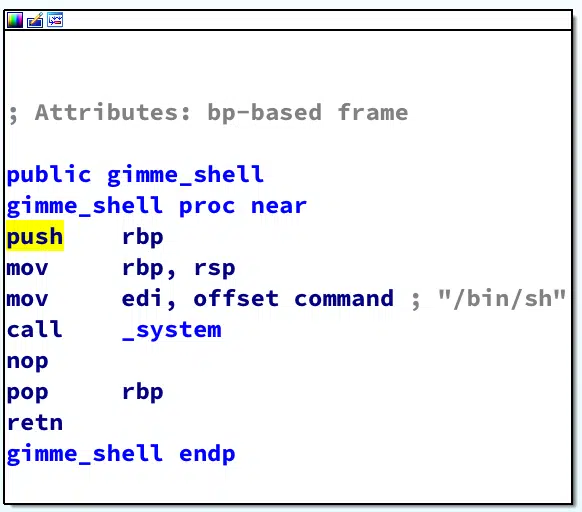 ; Attributes: bp-based frame
public gimme_shell
gimme_shell proc near
push rbp
mov rbp, rsp
mov edi, offset command ; "/bin/sh"
call _system
nop
pop rbp
retn
gimme_shell endp